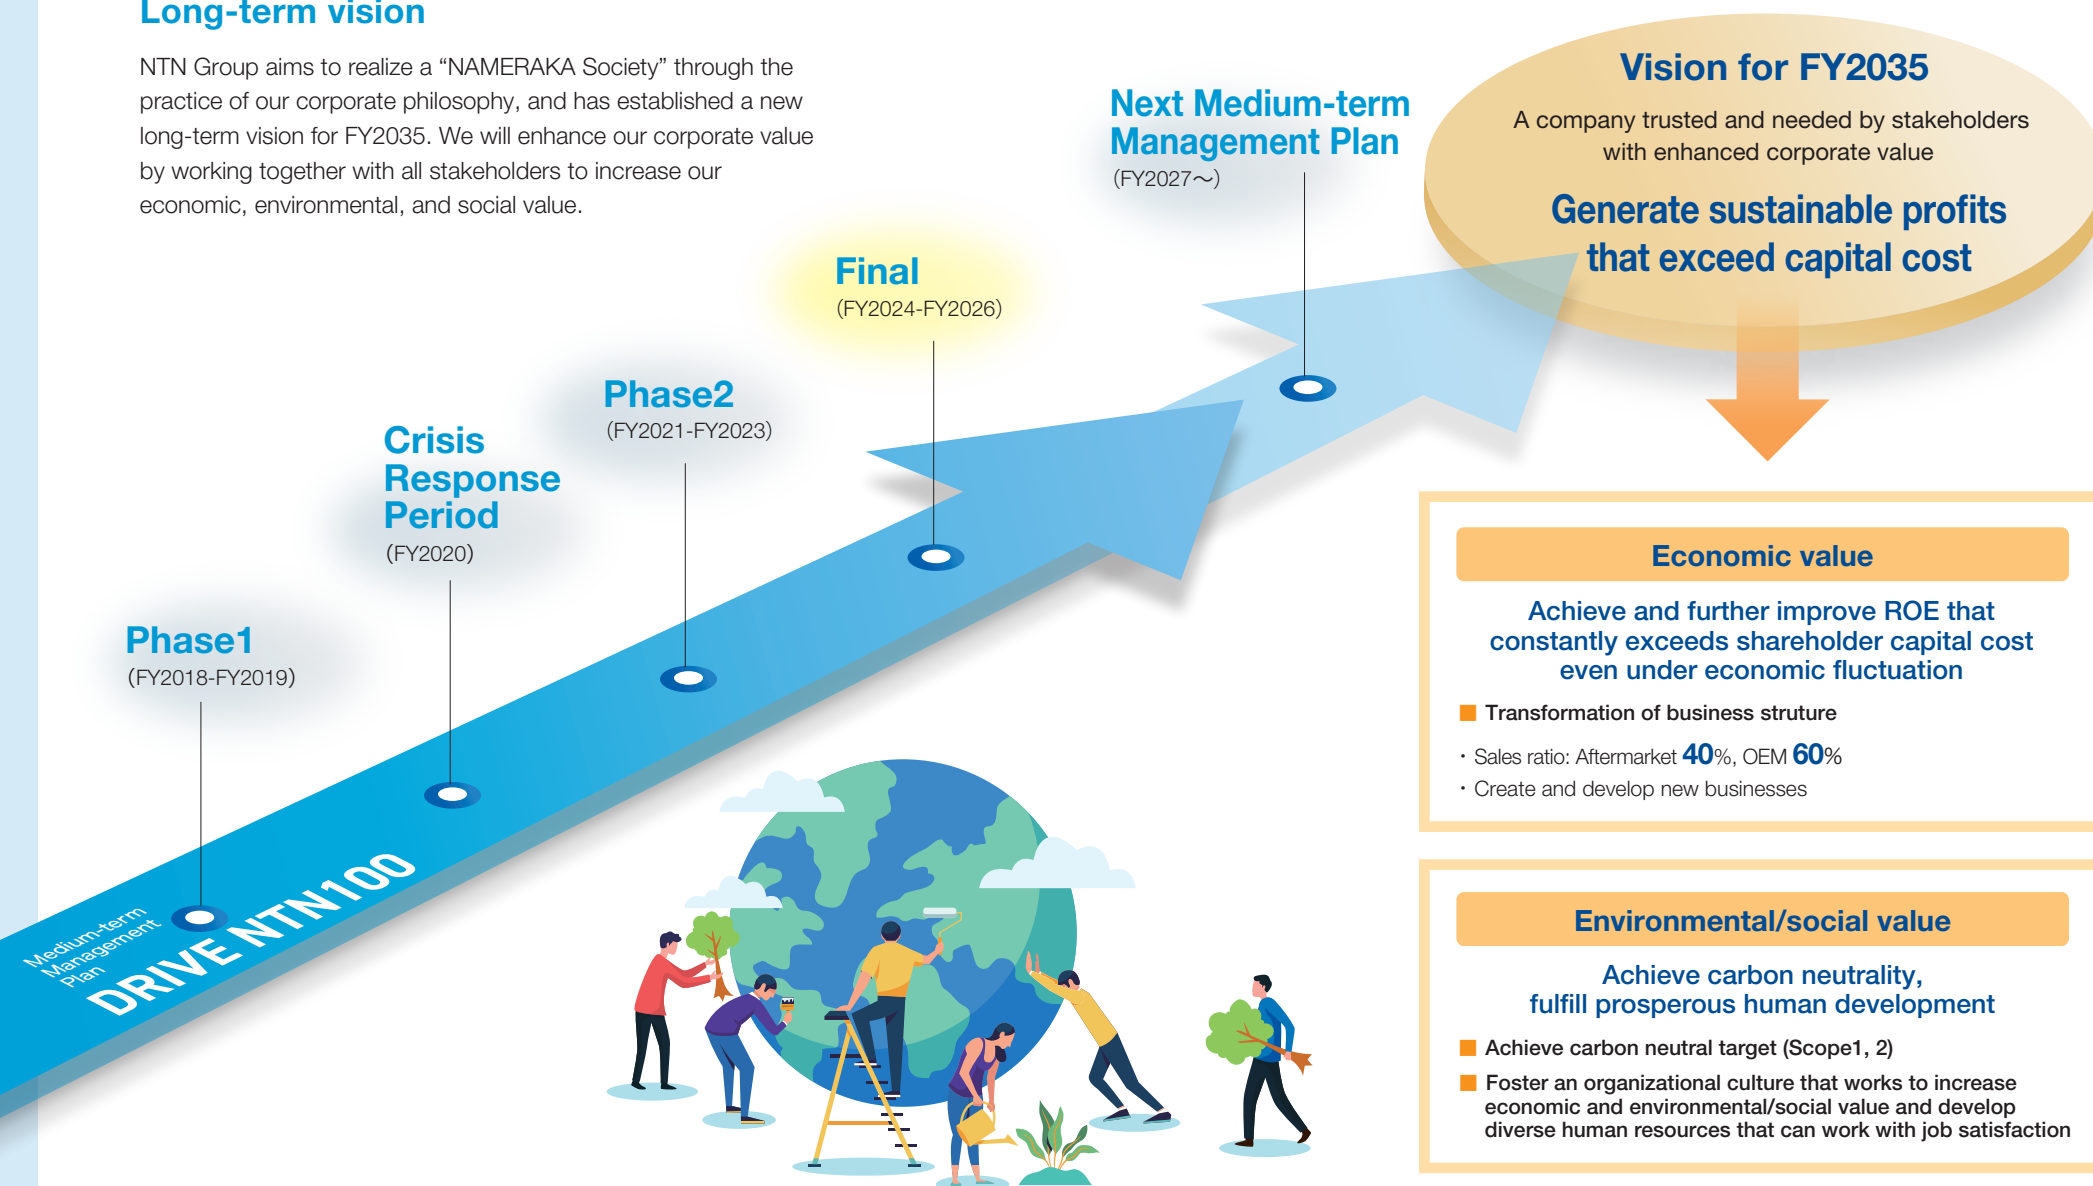 Long-term vision
NTN Group aims to realize a “NAMERAKA Society” through the
practice of our corporate philosophy, and has established a new
long-term vision for FY2035. We will enhance our corporate value
by working together with all stakeholders to increase our
economic, environmental, and social value.
Phase1
(FY2018-FY2019)
Crisis
Response
Period
(FY2020)
Phase2
(FY2021-FY2023)
Final
(FY2024-FY2026)
Next Medium-term
Management Plan
(FY2027～)
Medium-term
Management
Plan
DRIVE NTN100
Vision for FY2035
A company trusted and needed by stakeholders
with enhanced corporate value
Generate sustainable profits
that exceed capital cost
Economic value
Achieve and further improve ROE that
constantly exceeds shareholder capital cost
even under economic fluctuation
■ Transformation of business struture
・Sales ratio: Aftermarket 40%, OEM 60%
・Create and develop new businesses
Environmental/social value
Achieve carbon neutrality,
fulfill prosperous human development
■ Achieve carbon neutral target (Scope1, 2)
■ Foster an organizational culture that works to increase
economic and environmental/social value and develop
diverse human resources that can work with job satisfaction